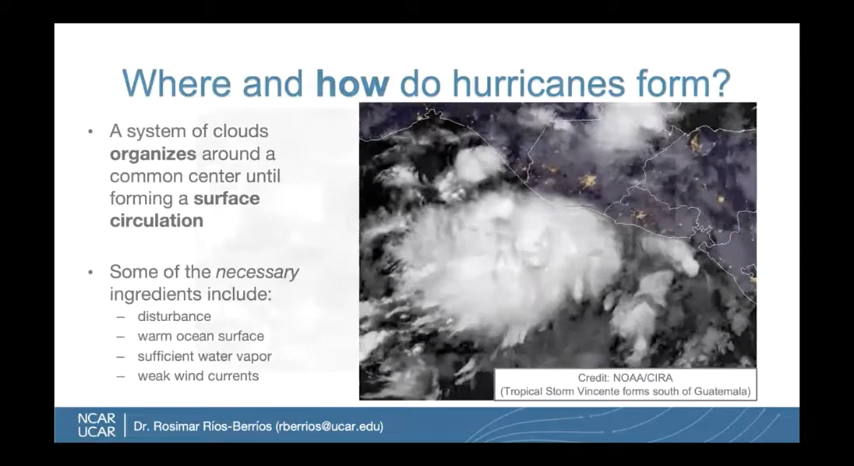 Where and how do hurricanes form?
• A system of clouds
organizes around a
common center until
forming a surface
circulation
• Some of the necessary
ingredients include:
– disturbance
– warm ocean surface
– sufficient water vapor
– weak wind currents
Credit: NOAA/CIRA
(Tropical Storm Vincente forms south of Guatemala)
NCAR
UCAR
Dr. Rosimar Ríos-Berríos (rberrios@ucar.edu)